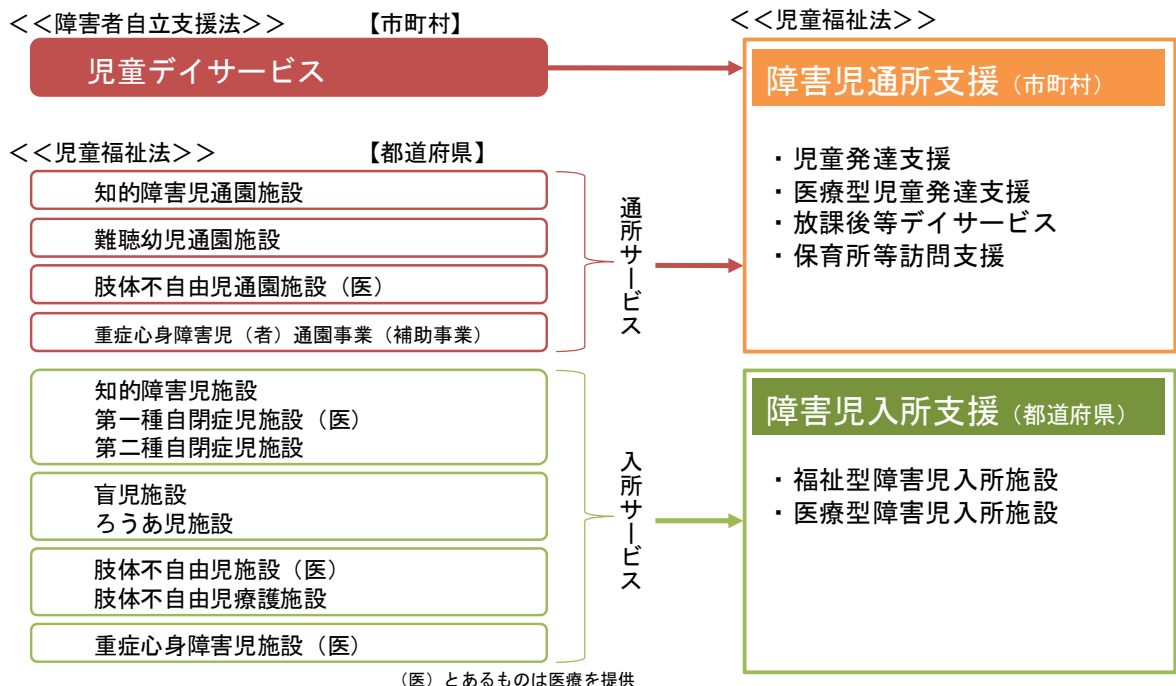 ＜＜障害者自立支援法＞＞　【市町村】
児童デイサービス
＜＜児童福祉法＞＞　【都道府県】
知的障害児通園施設
難聴幼児通園施設
肢体不自由児通園施設（医）
重症心身障害児（者）通園事業（補助事業）
通所サービス
知的障害児施設
第一種自閉症児施設（医）
第二種自閉症児施設
盲児施設
ろうあ児施設
肢体不自由児施設（医）
肢体不自由児療護施設
重症心身障害児施設（医）
入所サービス
（医）とあるものは医療を提供
＜＜児童福祉法＞＞
障害児通所支援（市町村）
・児童発達支援
・医療型児童発達支援
・放課後等デイサービス
・保育所等訪問支援
障害児入所支援（都道府県）
・福祉型障害児入所施設
・医療型障害児入所施設